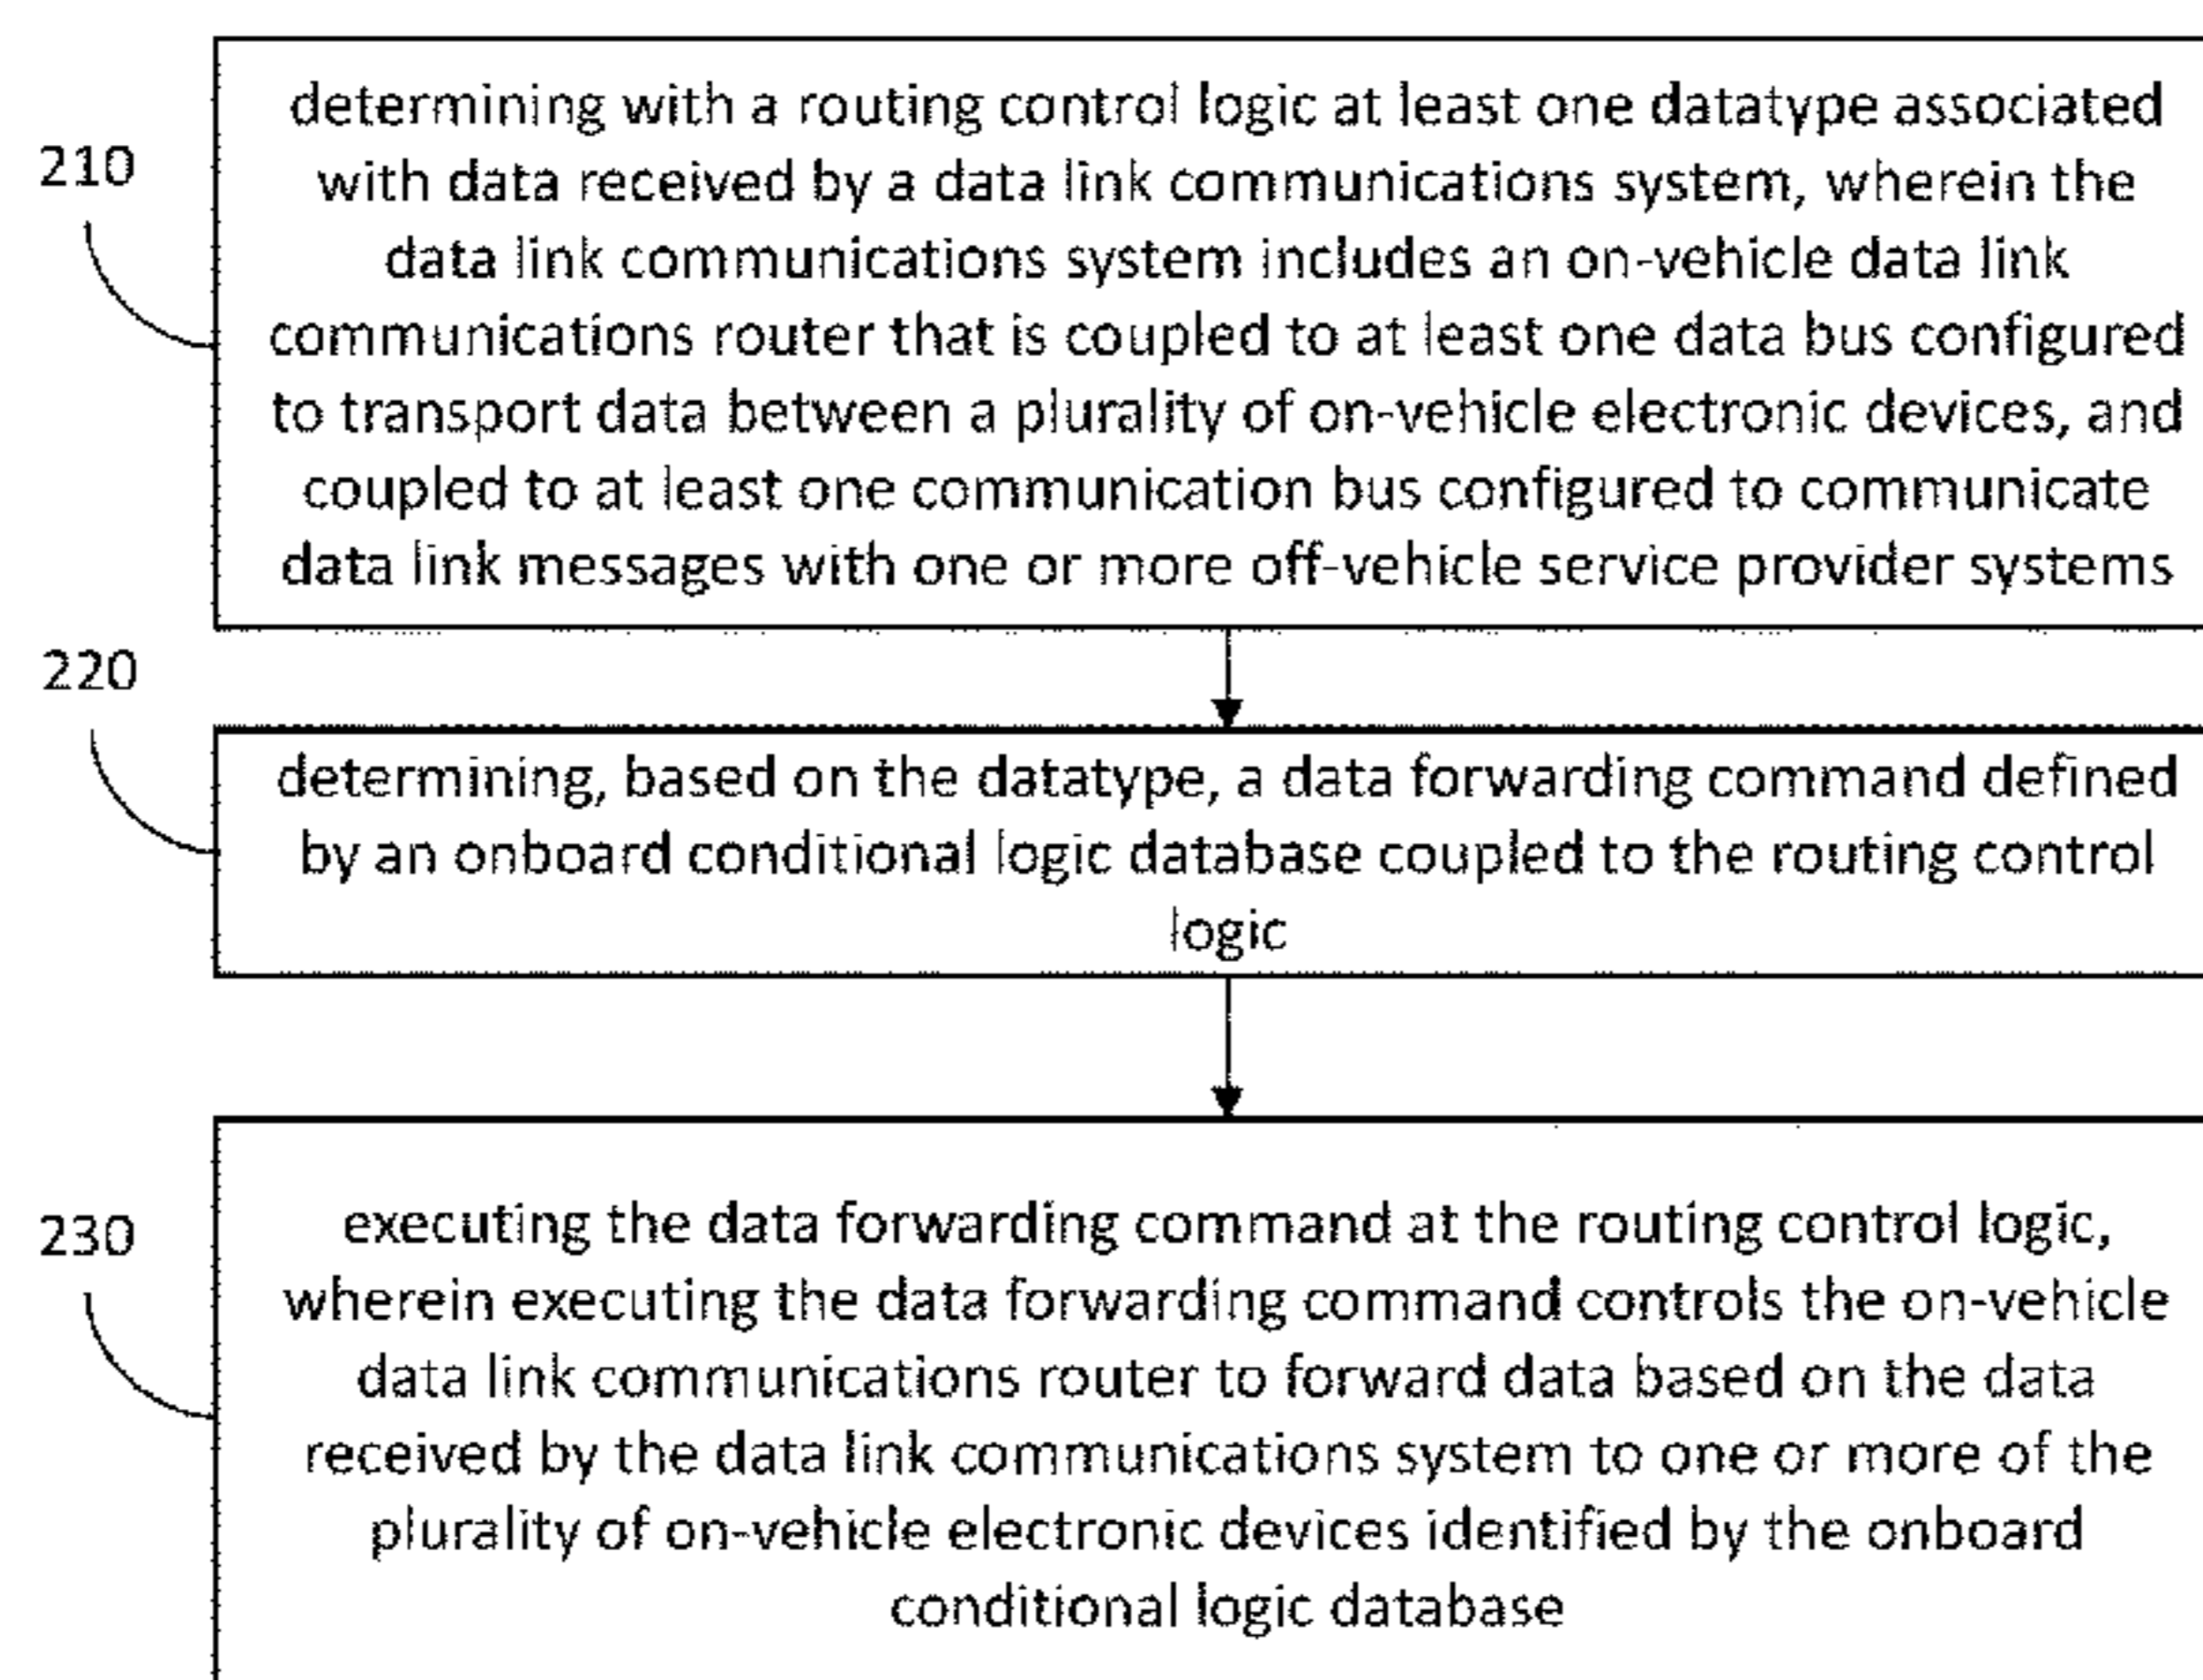 210
determining with a routing control logic at least one datatype associated
with data received by a data link communications system, wherein the
data link communications system includes an on-vehicle data link
communications router that is coupled to at least one data bus configured
to transport data between a plurality of on-vehicle electronic devices, and
coupled to at least one communication bus configured to communicate
data link messages with one or more off-vehicle service provider systems
220
determining, based on the datatype, a data forwarding command defined
by an onboard conditional logic database coupled to the routing control
logic
230
executing the data forwarding command at the routing control logic,
wherein executing the data forwarding command controls the on-vehicle
data link communications router to forward data based on the data
received by the data link communications system to one or more of the
plurality of on-vehicle electronic devices identified by the onboard
conditional logic database